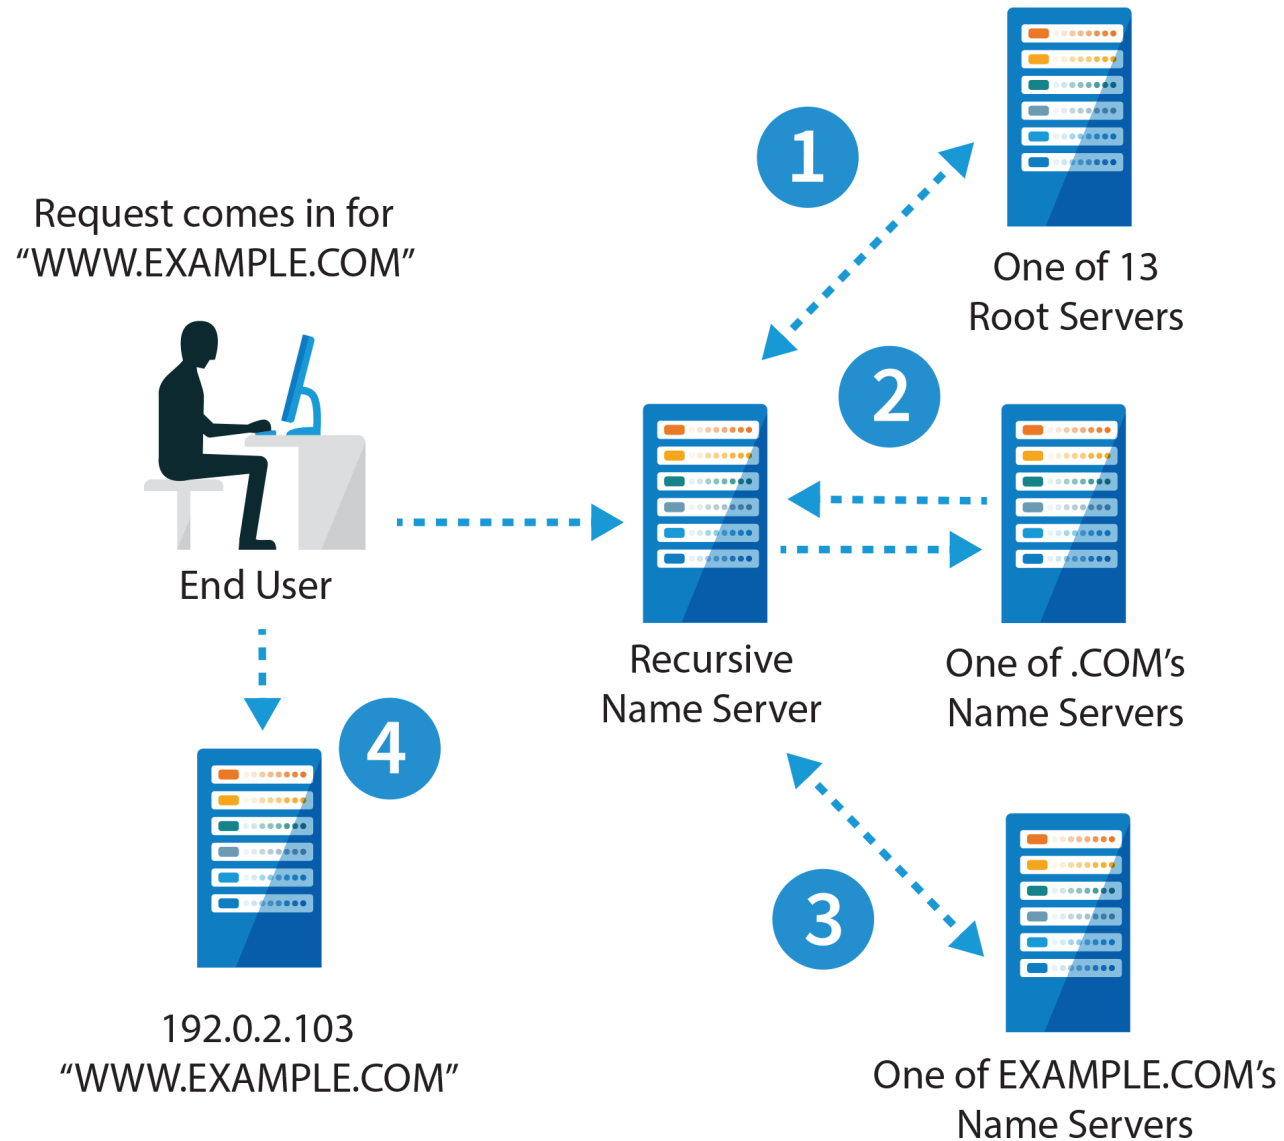 Request comes in for
“WWW.EXAMPLE.COM”
End User
1
One of 13
Root Servers
2
Recursive
Name Server
One of .COM’s
Name Servers
3
One of EXAMPLE.COM’s
Name Servers
4
192.0.2.103
“WWW.EXAMPLE.COM”